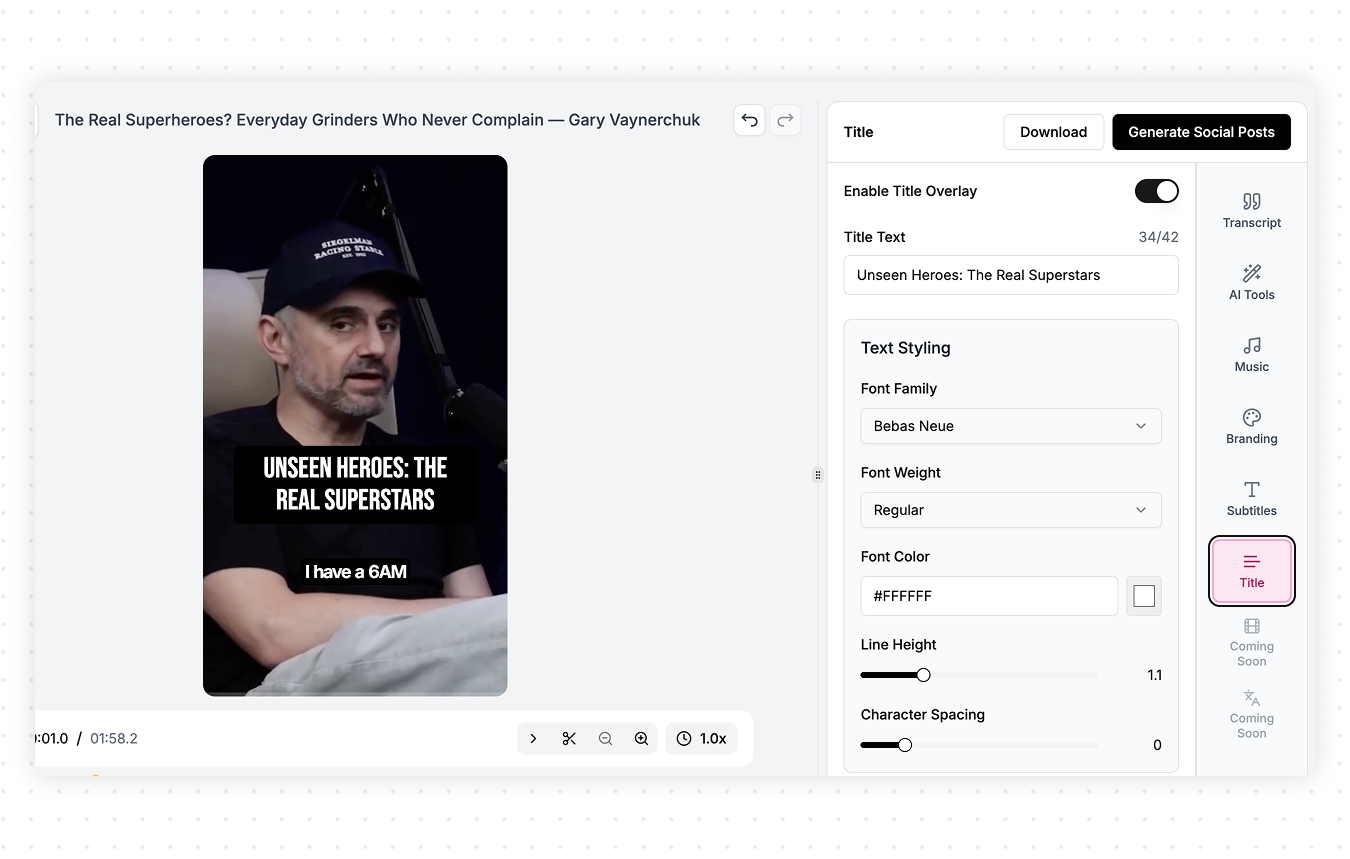 The Real Superheroes? Everyday Grinders Who Never Complain — Gary Vaynerchuk
SIEGELMAN
RACING STABLE
EST. 1982
UNSEEN HEROES: THE
REAL SUPERSTARS
I have a 6AM
:01.0 / 01:58.2
1.0x
Title
Download
Generate Social Posts
Enable Title Overlay
Title Text
34/42
Unseen Heroes: The Real Superstars
Text Styling
Font Family
Bebas Neue
Font Weight
Regular
Font Color
#FFFFFF
Line Height
1.1
Character Spacing
0
Transcript
AI Tools
Music
Branding
Subtitles
Title
Coming
Soon
Coming
Soon